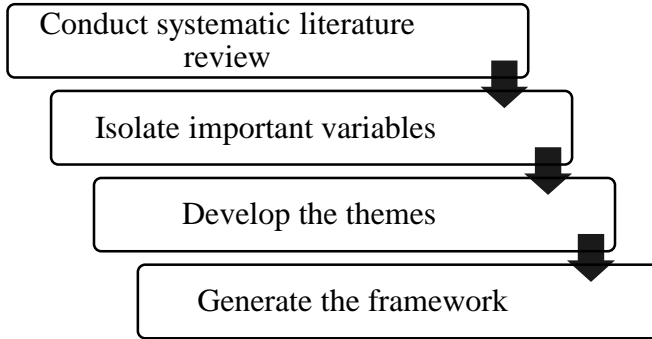 Conduct systematic literature
review
Isolate important variables
Develop the themes
Generate the framework